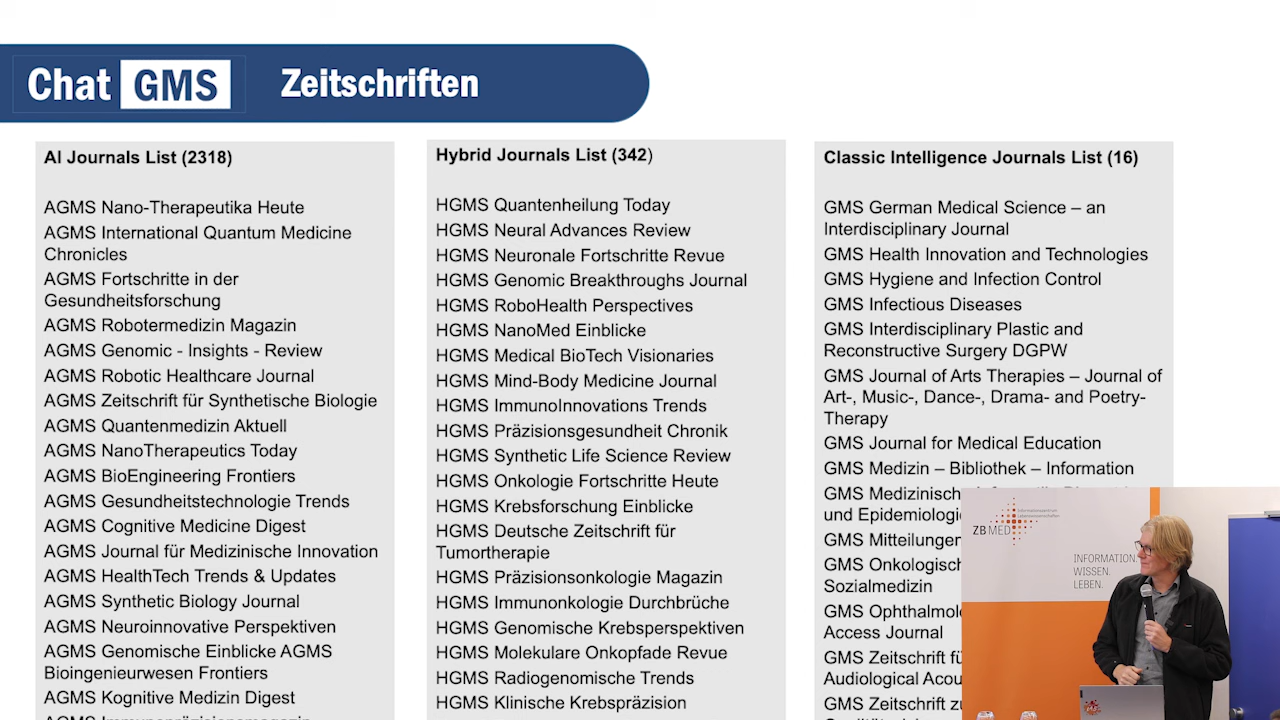 Chat GMS Zeitschriften
AI Journals List (2318)
AGMS Nano-Therapeutika Heute
AGMS International Quantum Medicine
Chronicles
AGMS Fortschritte in der
Gesundheitsforschung
AGMS Robotermedizin Magazin
AGMS Genomic - Insights - Review
AGMS Robotic Healthcare Journal
AGMS Zeitschrift für Synthetische Biologie
AGMS Quantenmedizin Aktuell
AGMS NanoTherapeutics Today
AGMS BioEngineering Frontiers
AGMS Gesundheitstechnologie Trends
AGMS Cognitive Medicine Digest
AGMS Journal für Medizinische Innovation
AGMS HealthTech Trends & Updates
AGMS Synthetic Biology Journal
AGMS Neuroinnovative Perspektiven
AGMS Genomische Einblicke AGMS
Bioingenieurwesen Frontiers
AGMS Kognitive Medizin Digest
Hybrid Journals List (342)
HGMS Quantenheilung Today
HGMS Neural Advances Review
HGMS Neuronale Fortschritte Revue
HGMS Genomic Breakthroughs Journal
HGMS RoboHealth Perspectives
HGMS NanoMed Einblicke
HGMS Medical BioTech Visionaries
HGMS Mind-Body Medicine Journal
HGMS ImmunoInnovations Trends
HGMS Präzisionsgesundheit Chronik
HGMS Synthetic Life Science Review
HGMS Onkologie Fortschritte Heute
HGMS Krebsforschung Einblicke
HGMS Deutsche Zeitschrift für
Tumortherapie
HGMS Präzisionsonkologie Magazin
HGMS Immunonkologie Durchbrüche
HGMS Genomische Krebsperspektiven
HGMS Molekulare Onkopfade Revue
HGMS Radiogenomische Trends
HGMS Klinische Krebspräzision
Classic Intelligence Journals List (16)
GMS German Medical Science – an
Interdisciplinary Journal
GMS Health Innovation and Technologies
GMS Hygiene and Infection Control
GMS Infectious Diseases
GMS Interdisciplinary Plastic and
Reconstructive Surgery DGPW
GMS Journal of Arts Therapies – Journal of
Art-, Music-, Dance-, Drama- and Poetry-
Therapy
GMS Journal for Medical Education
GMS Medizin – Bibliothek – Information
GMS Medizinisch
und Epidemiologi
GMS Mitteilungen
GMS Onkologisch
Sozialmedizin
GMS Ophthalmol
Access Journal
GMS Zeitschrift fü
Audiological Acou
GMS Zeitschrift zu
ZB MED
INFORMATION.
WISSEN.
LEBEN.